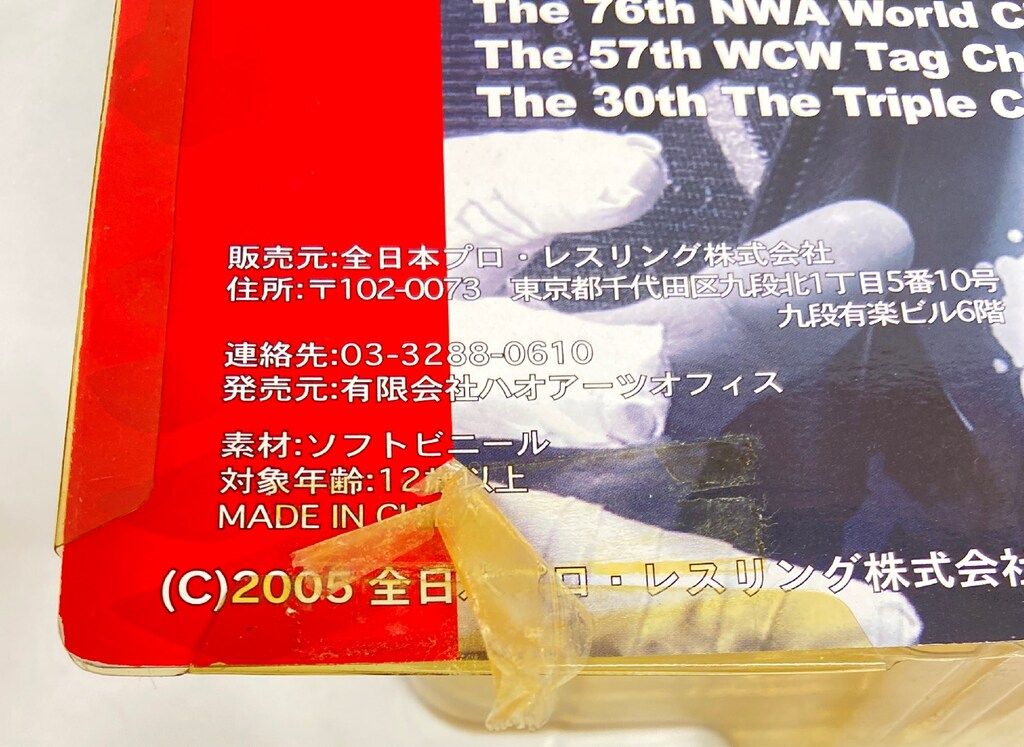 The 76th NWA World
The 57th WCW Tag
The 30th The Triple
販売元:全日本プロ・レスリング株式会社
住所:〒102-0073 東京都千代田区九段北1丁目5番10号
九段有楽ビル6階
連絡先:03-3288-0610
発売元:有限会社ハオアーツオフィス
素材:ソフトビニール
対象年齢:12歳以上
MADE IN
(C)2005 全日本プロ・レスリング株式会社